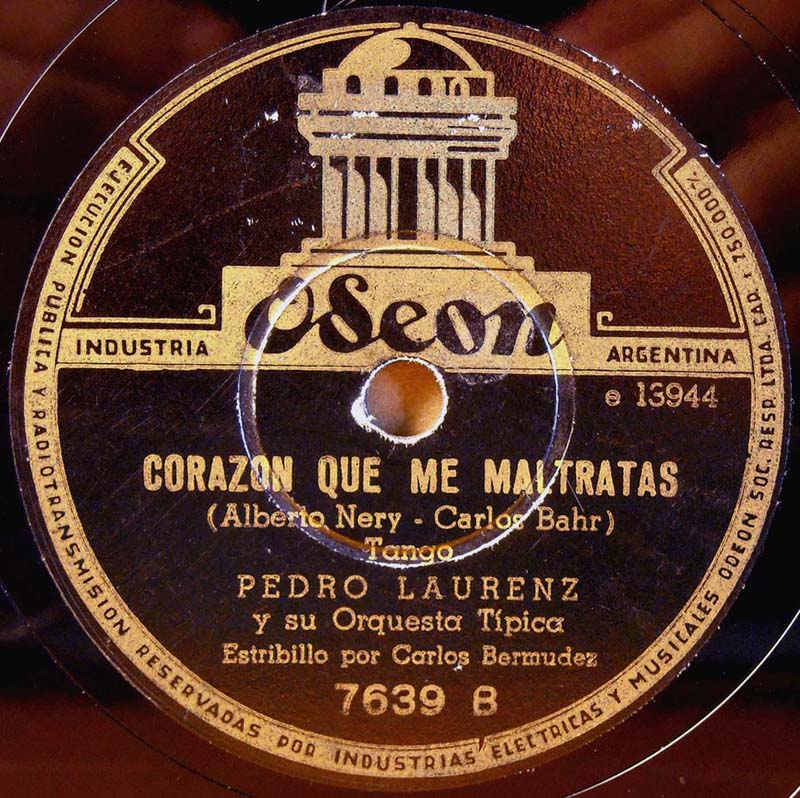 Odeon
INDUSTRIA ARGENTINA
e 13944
CORAZON QUE ME MALTRATAS
(Alberto Nery - Carlos Bahr)
Tango
PEDRO LAURENZ
y su Orquesta Típica
Estribillo por Carlos Bermudez
7639 B
EJECUCION PUBLICA Y RADIOTRANSMISION RESERVADAS POR INDUSTRIAS ELECTRICAS Y MUSICALES ODEON SOC. RESP. LTDA. CAP. $ 750.000 %